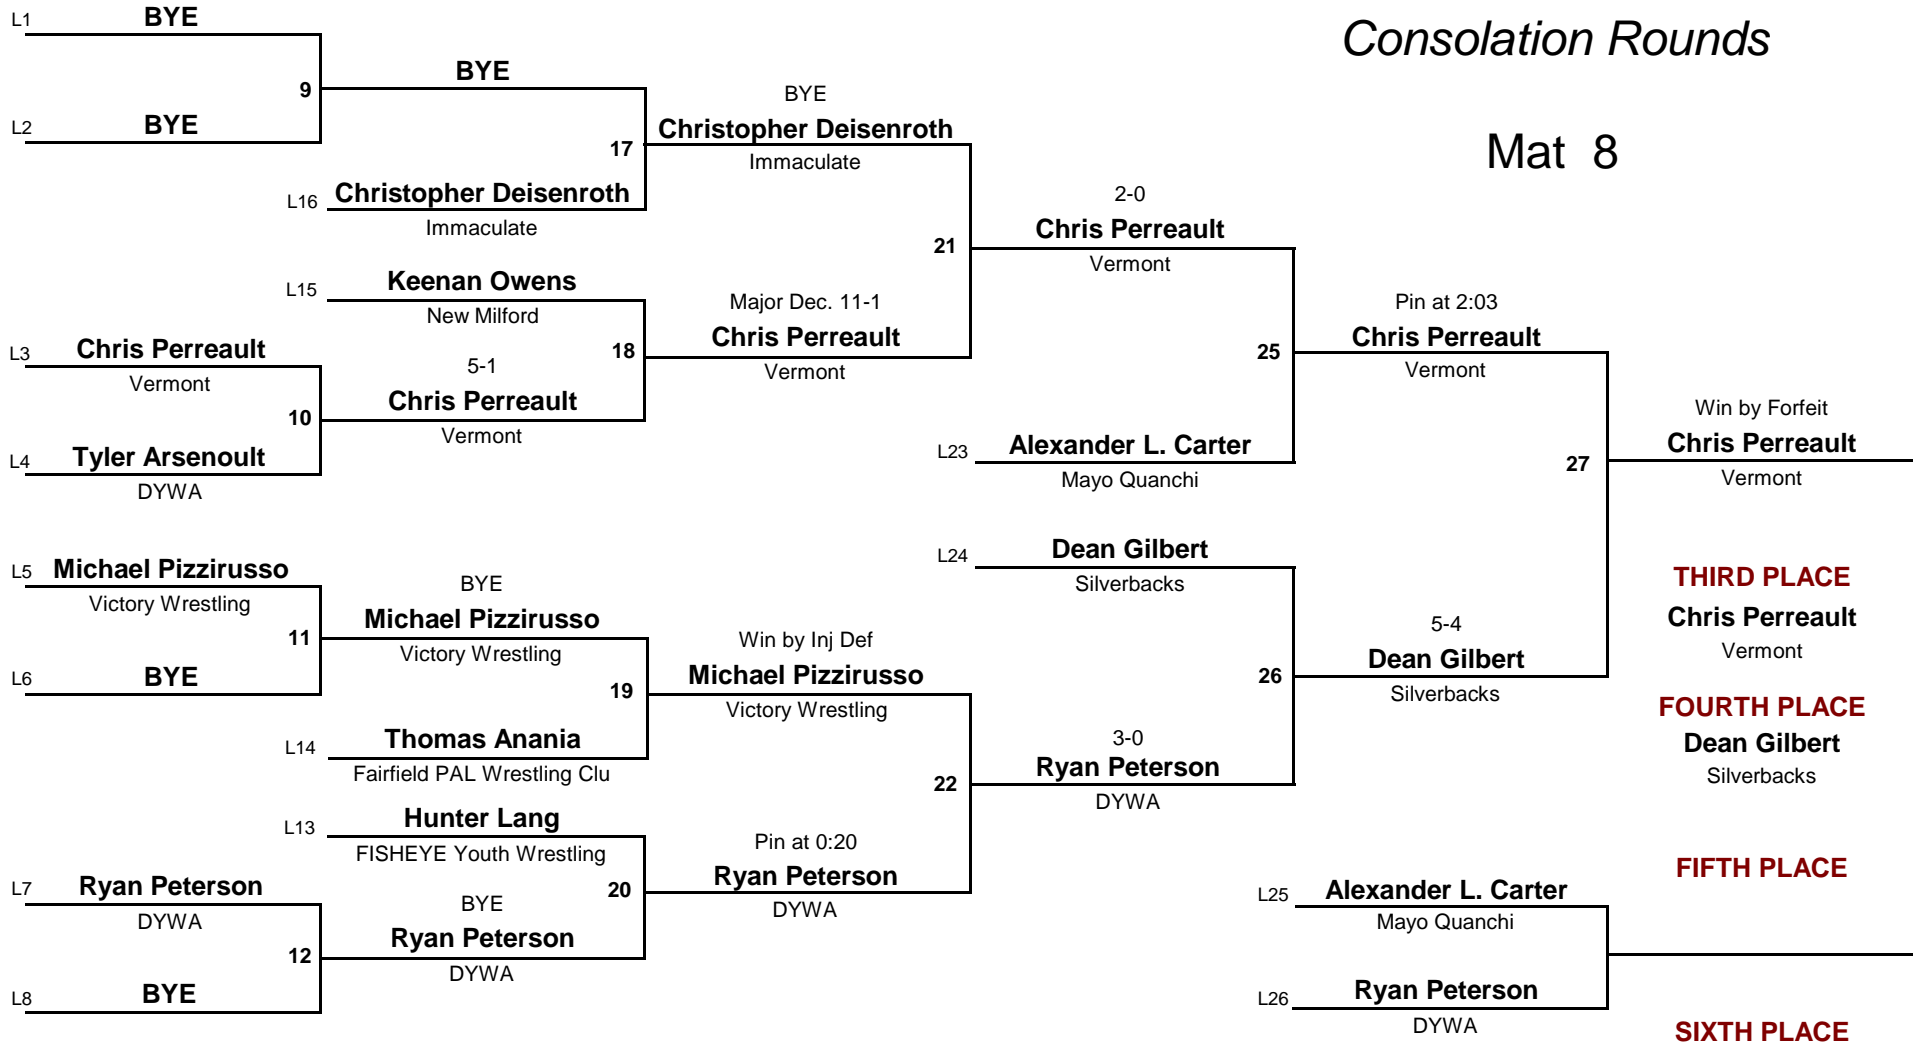 Consolation Rounds
Mat 8
L1 BYE
9
L2 BYE
BYE
17
L16 Christopher Deisenroth
Immaculate
BYE
Christopher Deisenroth
Immaculate
L15 Keenan Owens
New Milford
L3 Chris Perreault
Vermont
10
L4 Tyler Arsenoult
DYWA
5-1
Chris Perreault
Vermont
18
Major Dec. 11-1
Chris Perreault
Vermont
21
2-0
Chris Perreault
Vermont
L23 Alexander L. Carter
Mayo Quanchi
25
Pin at 2:03
Chris Perreault
Vermont
L5 Michael Pizzirusso
Victory Wrestling
11
L6 BYE
BYE
Michael Pizzirusso
Victory Wrestling
19
L14 Thomas Anania
Fairfield PAL Wrestling Clu
Win by Inj Def
Michael Pizzirusso
Victory Wrestling
L13 Hunter Lang
FISHEYE Youth Wrestling
L7 Ryan Peterson
DYWA
12
L8 BYE
BYE
Ryan Peterson
DYWA
20
Pin at 0:20
Ryan Peterson
DYWA
22
L24 Dean Gilbert
Silverbacks
3-0
Ryan Peterson
DYWA
26
5-4
Dean Gilbert
Silverbacks
27
Win by Forfeit
Chris Perreault
Vermont
THIRD PLACE
Chris Perreault
Vermont
FOURTH PLACE
Dean Gilbert
Silverbacks
L25 Alexander L. Carter
Mayo Quanchi
L26 Ryan Peterson
DYWA
FIFTH PLACE
SIXTH PLACE